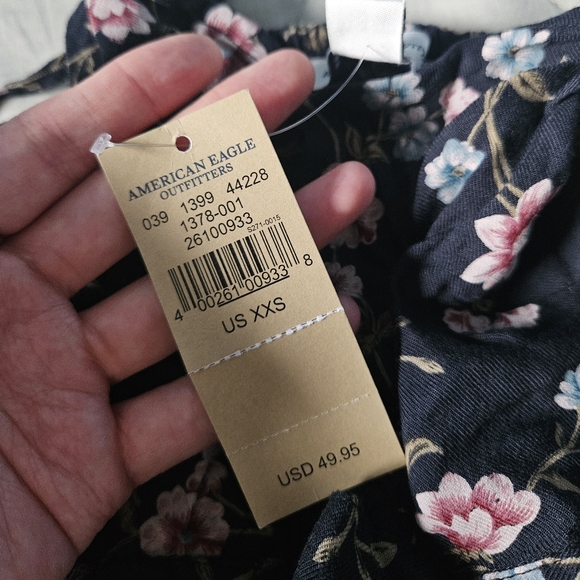 AMERICAN EAGLE
OUTFITTERS
039 1399 44228
1378-001
26100933
S271-0015
4 00261 00933 8
US XXS
USD 49.95